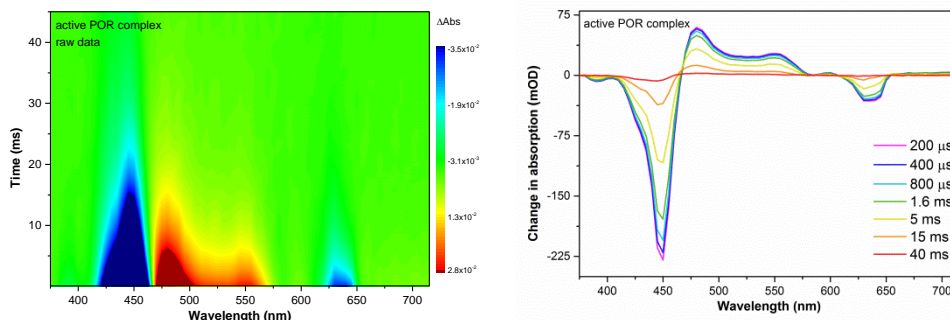 active POR complex
raw data
Time (ms)
40
30
20
10
400 450 500 550 600 650 700
Wavelength (nm)
ΔAbs
-3.5x10⁻²
-1.9x10⁻²
-3.1x10⁻³
1.3x10⁻²
2.8x10⁻²
active POR complex
Change in absorption (mOD)
75
0
-75
-150
-225
200 µs
400 µs
800 µs
1.6 ms
5 ms
15 ms
40 ms
400 450 500 550 600 650 700
Wavelength (nm)